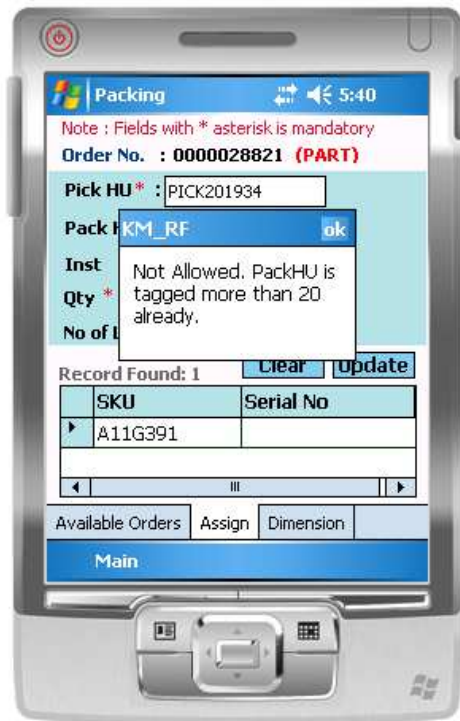 Packing
5:40
Note : Fields with * asterisk is mandatory
Order No. : 0000028821 (PART)
Pick HU * : PICK201934
Pack H
KM_RF ok
Inst
Not Allowed. PackHU is
tagged more than 20
already.
Qty *
No of L
Clear Update
Record Found: 1
SKU Serial No
A11G391
Available Orders Assign Dimension
Main